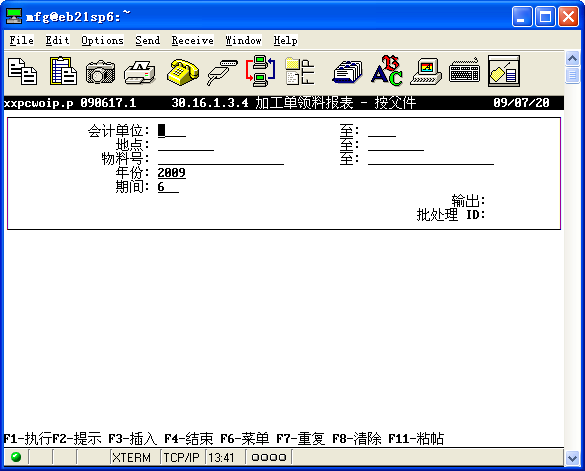 mfg@eb21sp6:~
File Edit Options Send Receive Window Help
xxpcwoip.p 090617.1 30.16.1.3.4 加工单领料报表 - 按父件 09/07/20
会计单位: 至:
地点: 至:
物料号: 至:
年份: 2009
期间: 6
输出:
批处理 ID:
F1-执行F2-提示 F3-插入 F4-结束 F6-菜单 F7-重复 F8-清除 F11-粘帖
XTERM TCP/IP 13:41